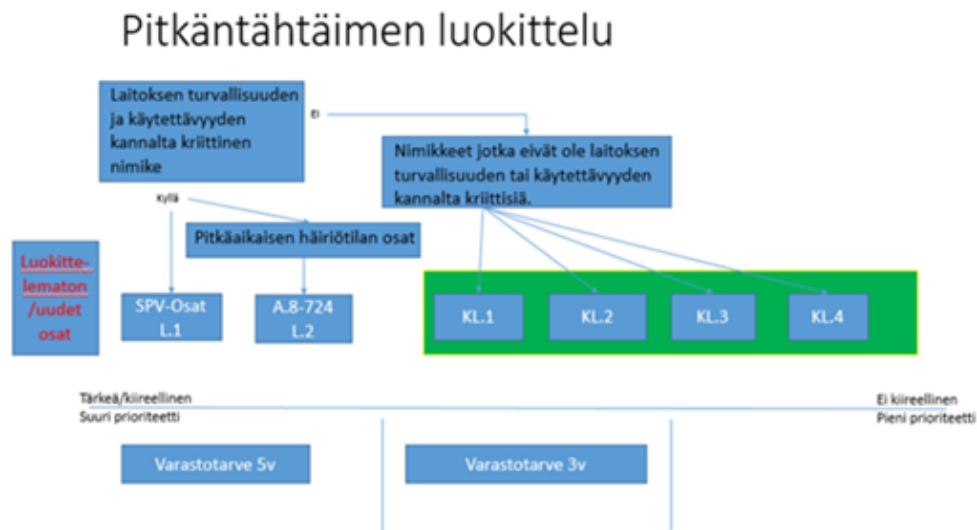 Pitkäntähtäimen luokittelu
Laitoksen turvallisuuden
ja käytettävyyden
kannalta kriittinen
nimike
Ei
Nimikkeet jotka eivät ole laitoksen
turvallisuuden tai käytettävyyden
kannalta kriittisiä.
Kyllä
Pitkäaikaisen häiriötilan osat
Luokitte-
lematon
/uudet
osat
SPV-Osat
L.1
A.8-724
L.2
KL.1
KL.2
KL.3
KL.4
Tärkeä/kiireellinen
Suuri prioriteetti
Ei kiireellinen
Pieni prioriteetti
Varastotarve 5v
Varastotarve 3v